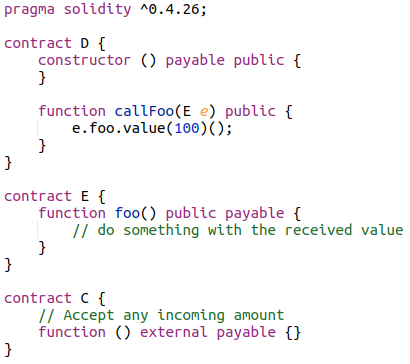 pragma solidity ^0.4.26;
contract D {
constructor () payable public {
}
function callFoo(E e) public {
e.foo.value(100)();
}
}
contract E {
function foo() public payable {
// do something with the received value
}
}
contract C {
// Accept any incoming amount
function () external payable {}
}